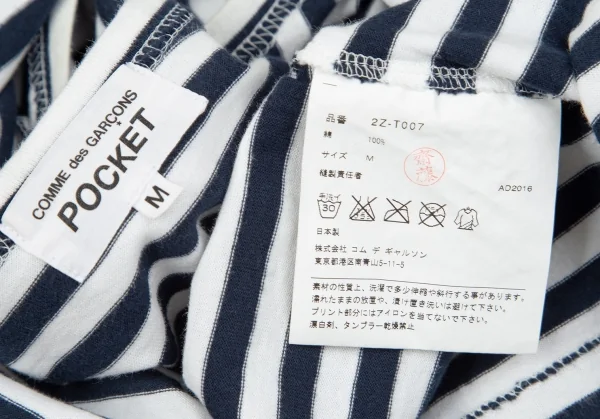 COMME des GARÇONS
POCKET
M
品番 2Z-T007
綿 100%
サイズ M
縫製責任者
AD2016
手洗イ
30
日本製
株式会社 コム デ ギャルソン
東京都港区南青山5-11-5
素材の性質上、洗濯で多少伸縮や斜行する事があります。
濡れたままの放置や、漬け置き洗いは避けて下さい。
プリント部分にはアイロンを当てないで下さい。
漂白剤、タンブラー乾燥禁止